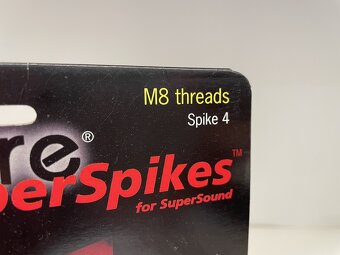 M8 threads
Spike 4
re®
perSpikes™
for SuperSound